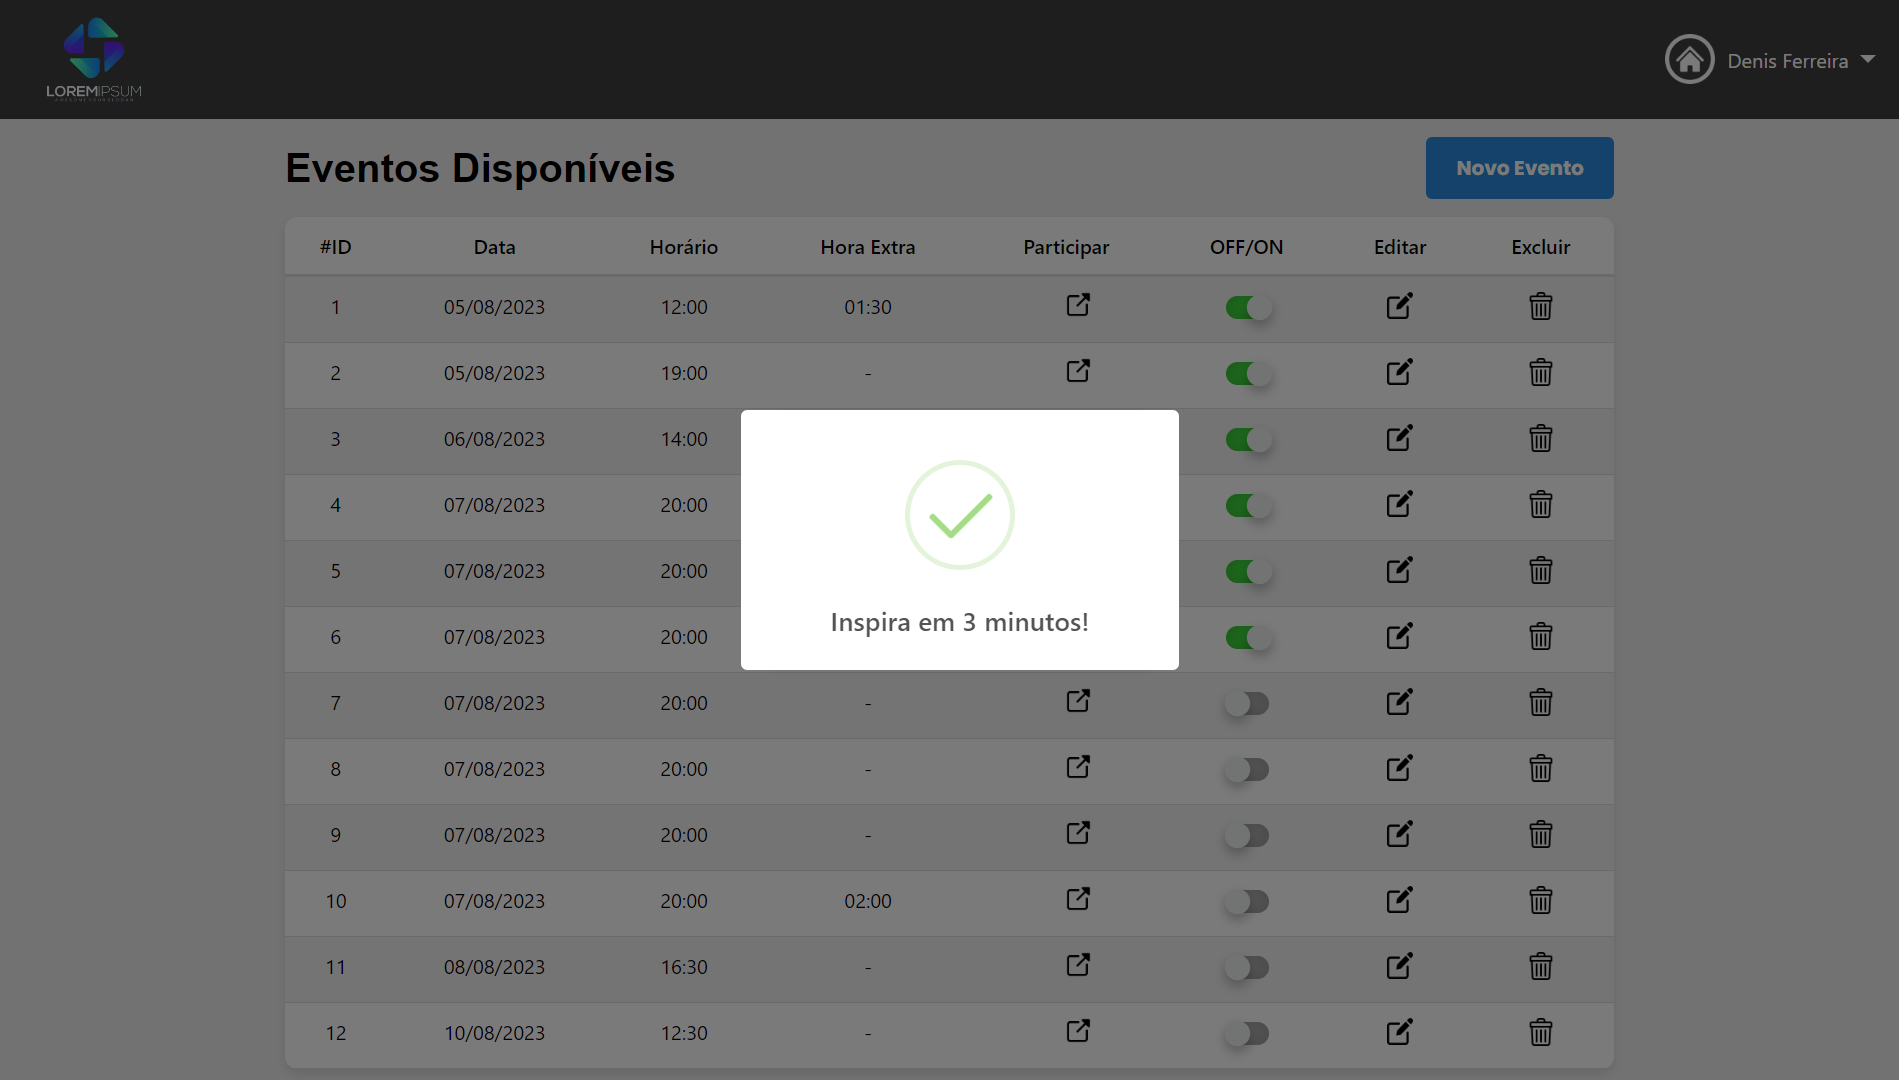 LOREMIPSUM
Denis Ferreira
Eventos Disponíveis
Novo Evento
#ID Data Horário Hora Extra Participar OFF/ON Editar Excluir
1 05/08/2023 12:00 01:30
2 05/08/2023 19:00 -
3 06/08/2023 14:00
4 07/08/2023 20:00
5 07/08/2023 20:00
6 07/08/2023 20:00
Inspira em 3 minutos!
7 07/08/2023 20:00 -
8 07/08/2023 20:00 -
9 07/08/2023 20:00 -
10 07/08/2023 20:00 02:00
11 08/08/2023 16:30 -
12 10/08/2023 12:30 -